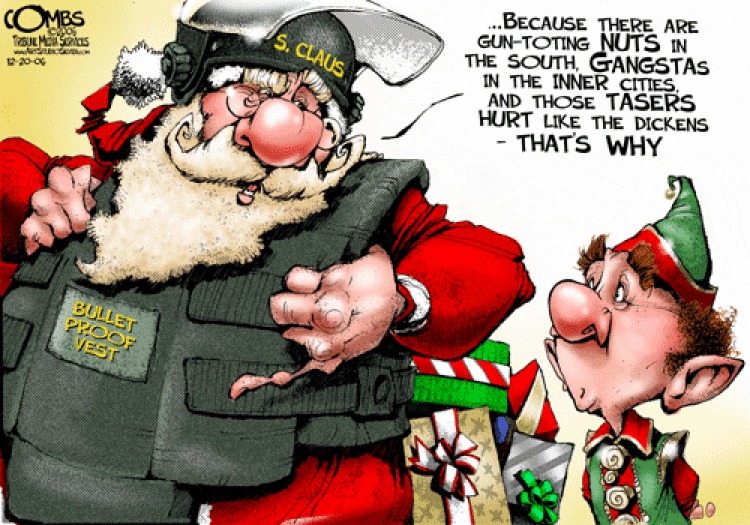 COMBS
©2006
TRIBUNE MEDIA SERVICES
12-20-06
S. CLAUS
...BECAUSE THERE ARE
GUN-TOTING NUTS IN
THE SOUTH, GANGSTAS
IN THE INNER CITIES,
AND THOSE TASERS
HURT LIKE THE DICKENS
- THAT'S WHY
BULLET
PROOF
VEST